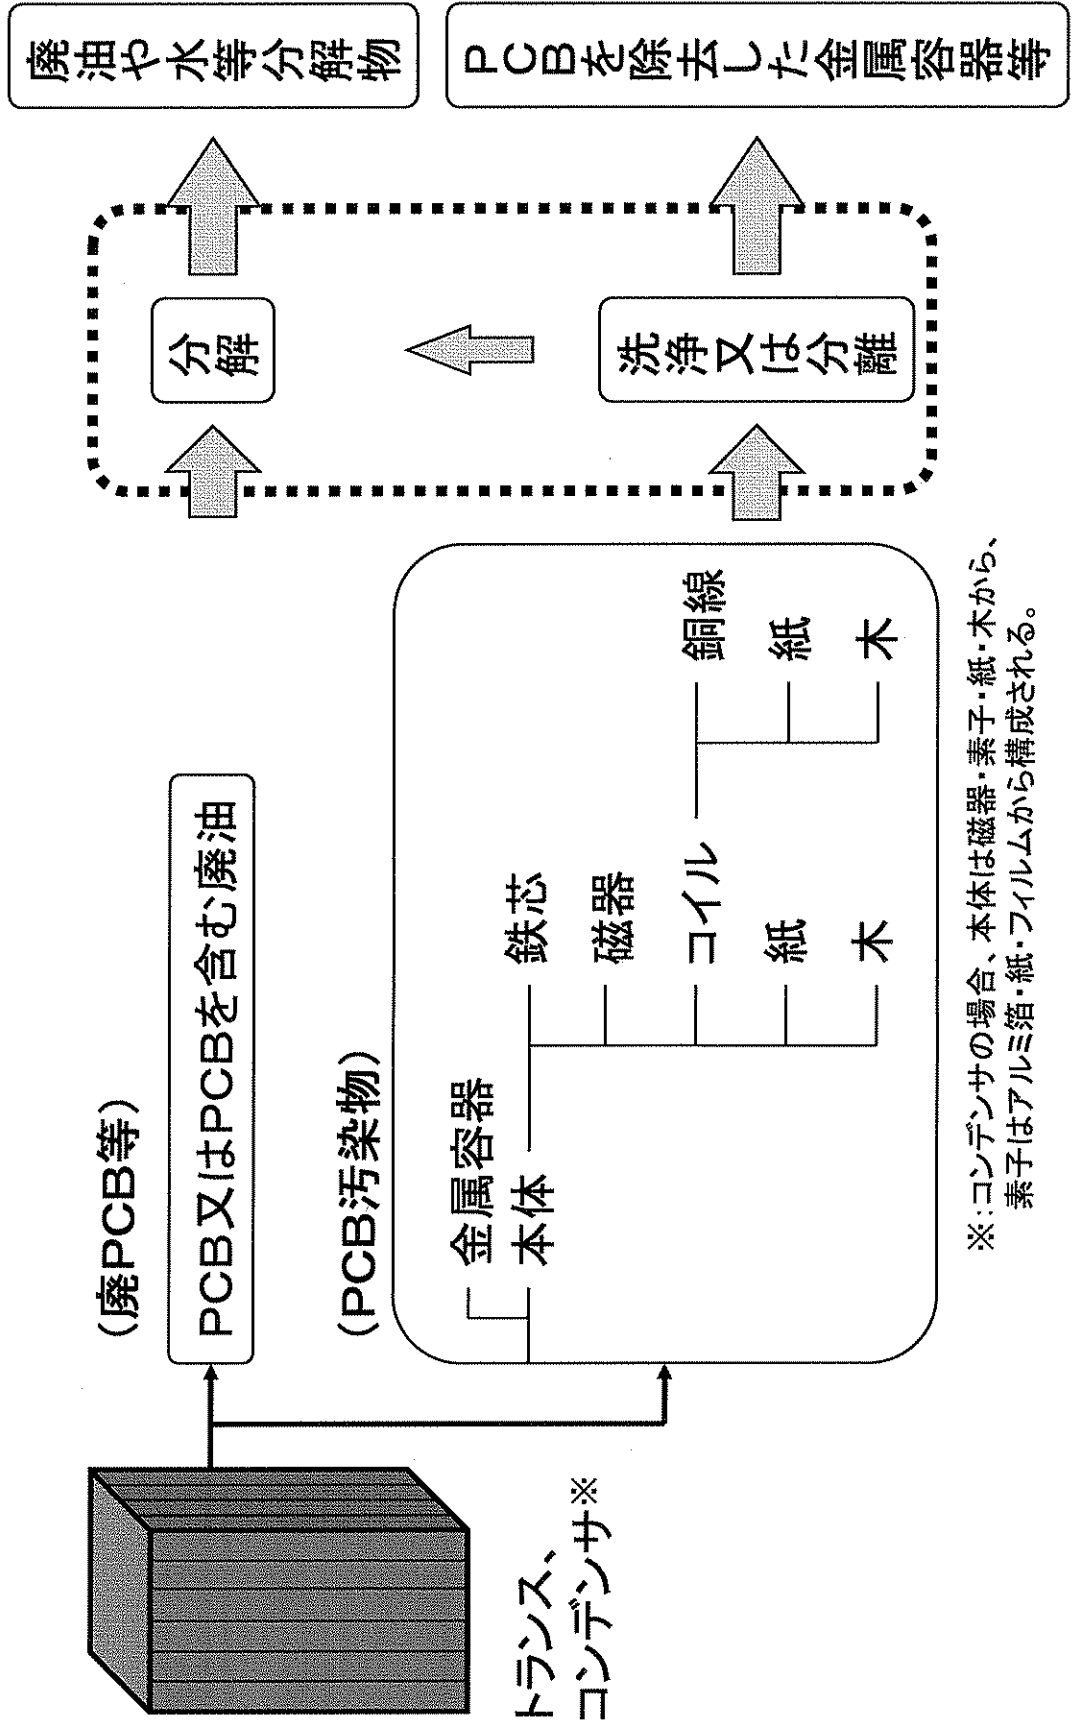 トランス、
コンデンサ※
(廃PCB等)
PCB又はPCBを含む廃油
(PCB汚染物)
金属容器
本体
鉄芯
磁器
コイル
紙
木
銅線
紙
木
※:コンデンサの場合、本体は磁器・素子・紙・木から、
素子はアルミ箔・紙・フィルムから構成される。
分解
洗浄又は分離
廃油や水等分解物
PCBを除去した金属容器等